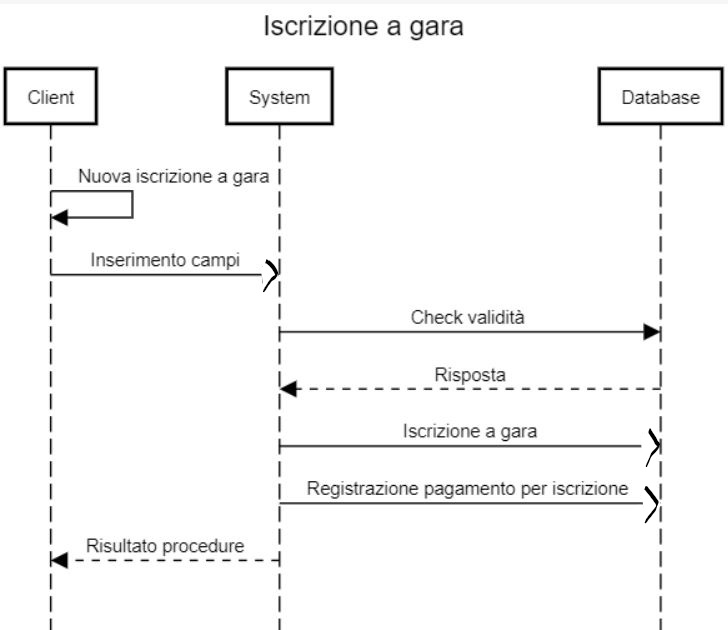 Iscrizione a gara
Client
System
Database
Nuova iscrizione a gara
Inserimento campi
Check validità
Risposta
Iscrizione a gara
Registrazione pagamento per iscrizione
Risultato procedure